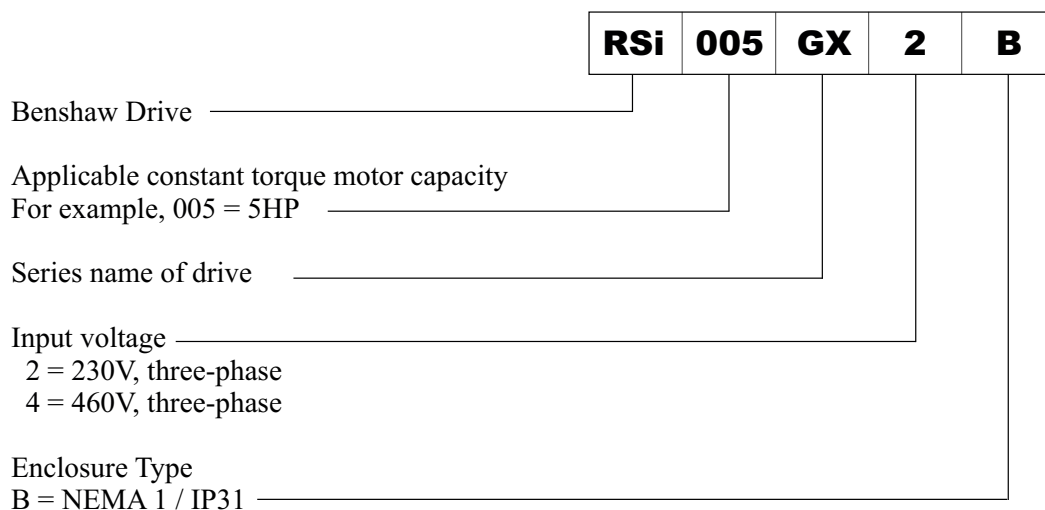 RSi 005 GX 2 B
Benshaw Drive
Applicable constant torque motor capacity
For example, 005 = 5HP
Series name of drive
Input voltage
2 = 230V, three-phase
4 = 460V, three-phase
Enclosure Type
B = NEMA 1 / IP31